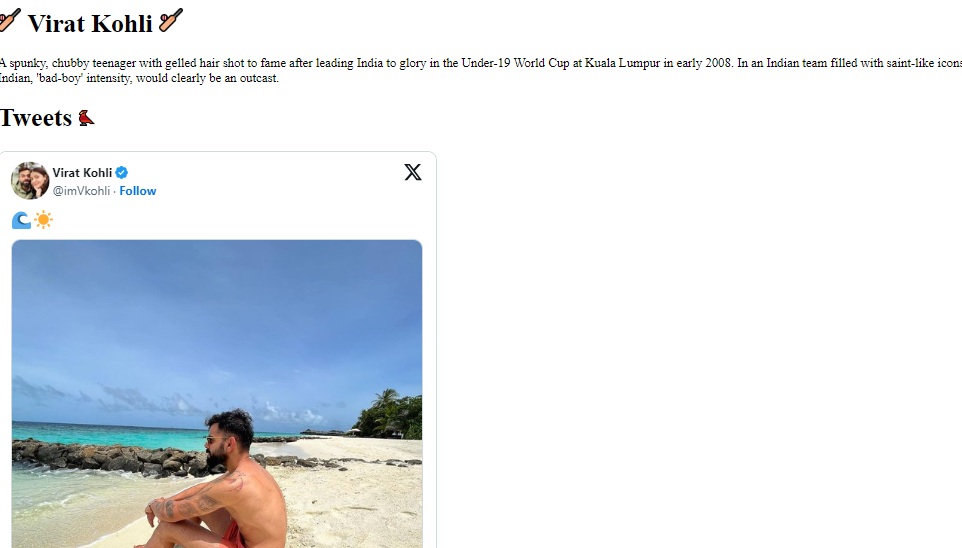 🏏 Virat Kohli 🏏
A spunky, chubby teenager with gelled hair shot to fame after leading India to glory in the Under-19 World Cup at Kuala Lumpur in early 2008. In an Indian team filled with saint-like icons
Indian, 'bad-boy' intensity, would clearly be an outcast.
Tweets 🐦
Virat Kohli
@imVkohli · Follow
🌊☀️